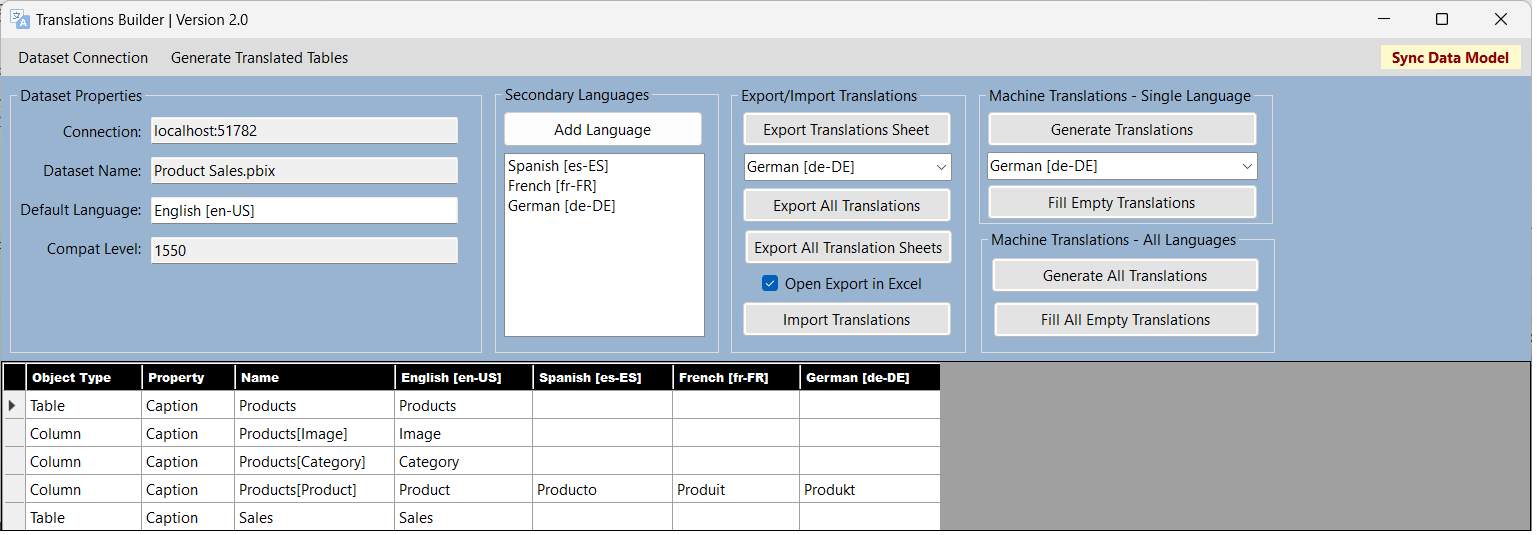 Translations Builder | Version 2.0
Dataset Connection Generate Translated Tables Sync Data Model
Dataset Properties
Connection: localhost:51782
Dataset Name: Product Sales.pbix
Default Language: English [en-US]
Compat Level: 1550
Secondary Languages
Add Language
Spanish [es-ES]
French [fr-FR]
German [de-DE]
Export/Import Translations
Export Translations Sheet
German [de-DE]
Export All Translations
Export All Translation Sheets
Open Export in Excel
Import Translations
Machine Translations - Single Language
Generate Translations
German [de-DE]
Fill Empty Translations
Machine Translations - All Languages
Generate All Translations
Fill All Empty Translations
Object Type Property Name English [en-US] Spanish [es-ES] French [fr-FR] German [de-DE]
Table Caption Products Products
Column Caption Products[Image] Image
Column Caption Products[Category] Category
Column Caption Products[Product] Product Producto Produit Produkt
Table Caption Sales Sales